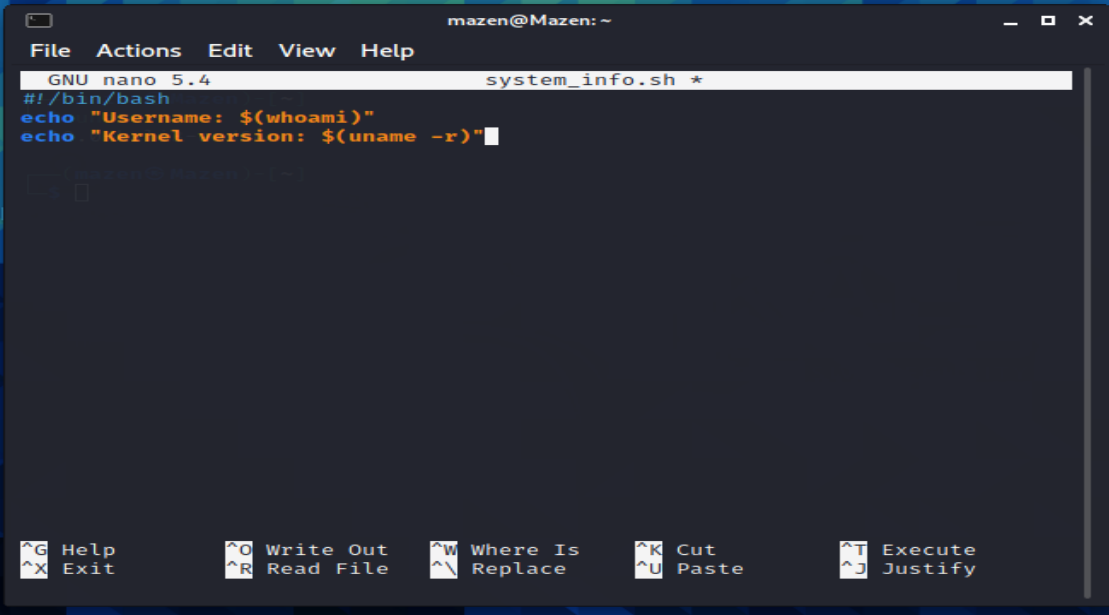 mazen@Mazen: ~
File Actions Edit View Help
GNU nano 5.4 system_info.sh *
#!/bin/bash
echo "Username: $(whoami)"
echo "Kernel version: $(uname -r)"
^G Help ^O Write Out ^W Where Is ^K Cut ^T Execute
^X Exit ^R Read File ^\ Replace ^U Paste ^J Justify